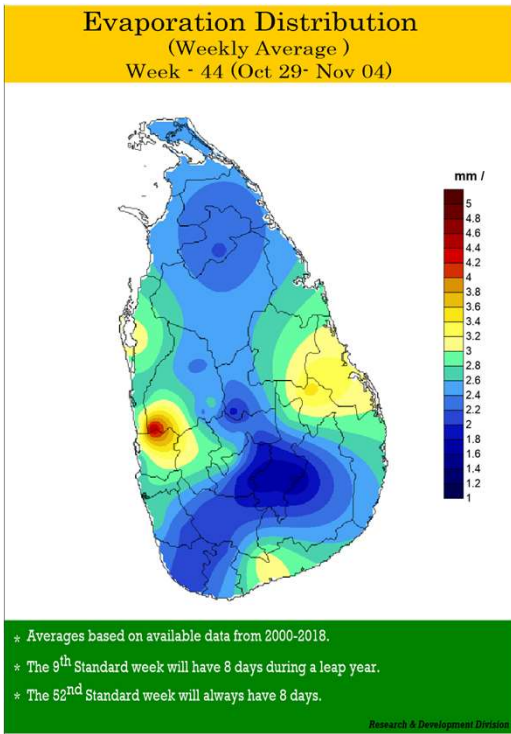 Evaporation Distribution
(Weekly Average )
Week - 44 (Oct 29- Nov 04)
mm /
5
4.8
4.6
4.4
4.2
4
3.8
3.6
3.4
3.2
3
2.8
2.6
2.4
2.2
2
1.8
1.6
1.4
1.2
1
* Averages based on available data from 2000-2018.
* The 9th Standard week will have 8 days during a leap year.
* The 52nd Standard week will always have 8 days.
Research & Development Division